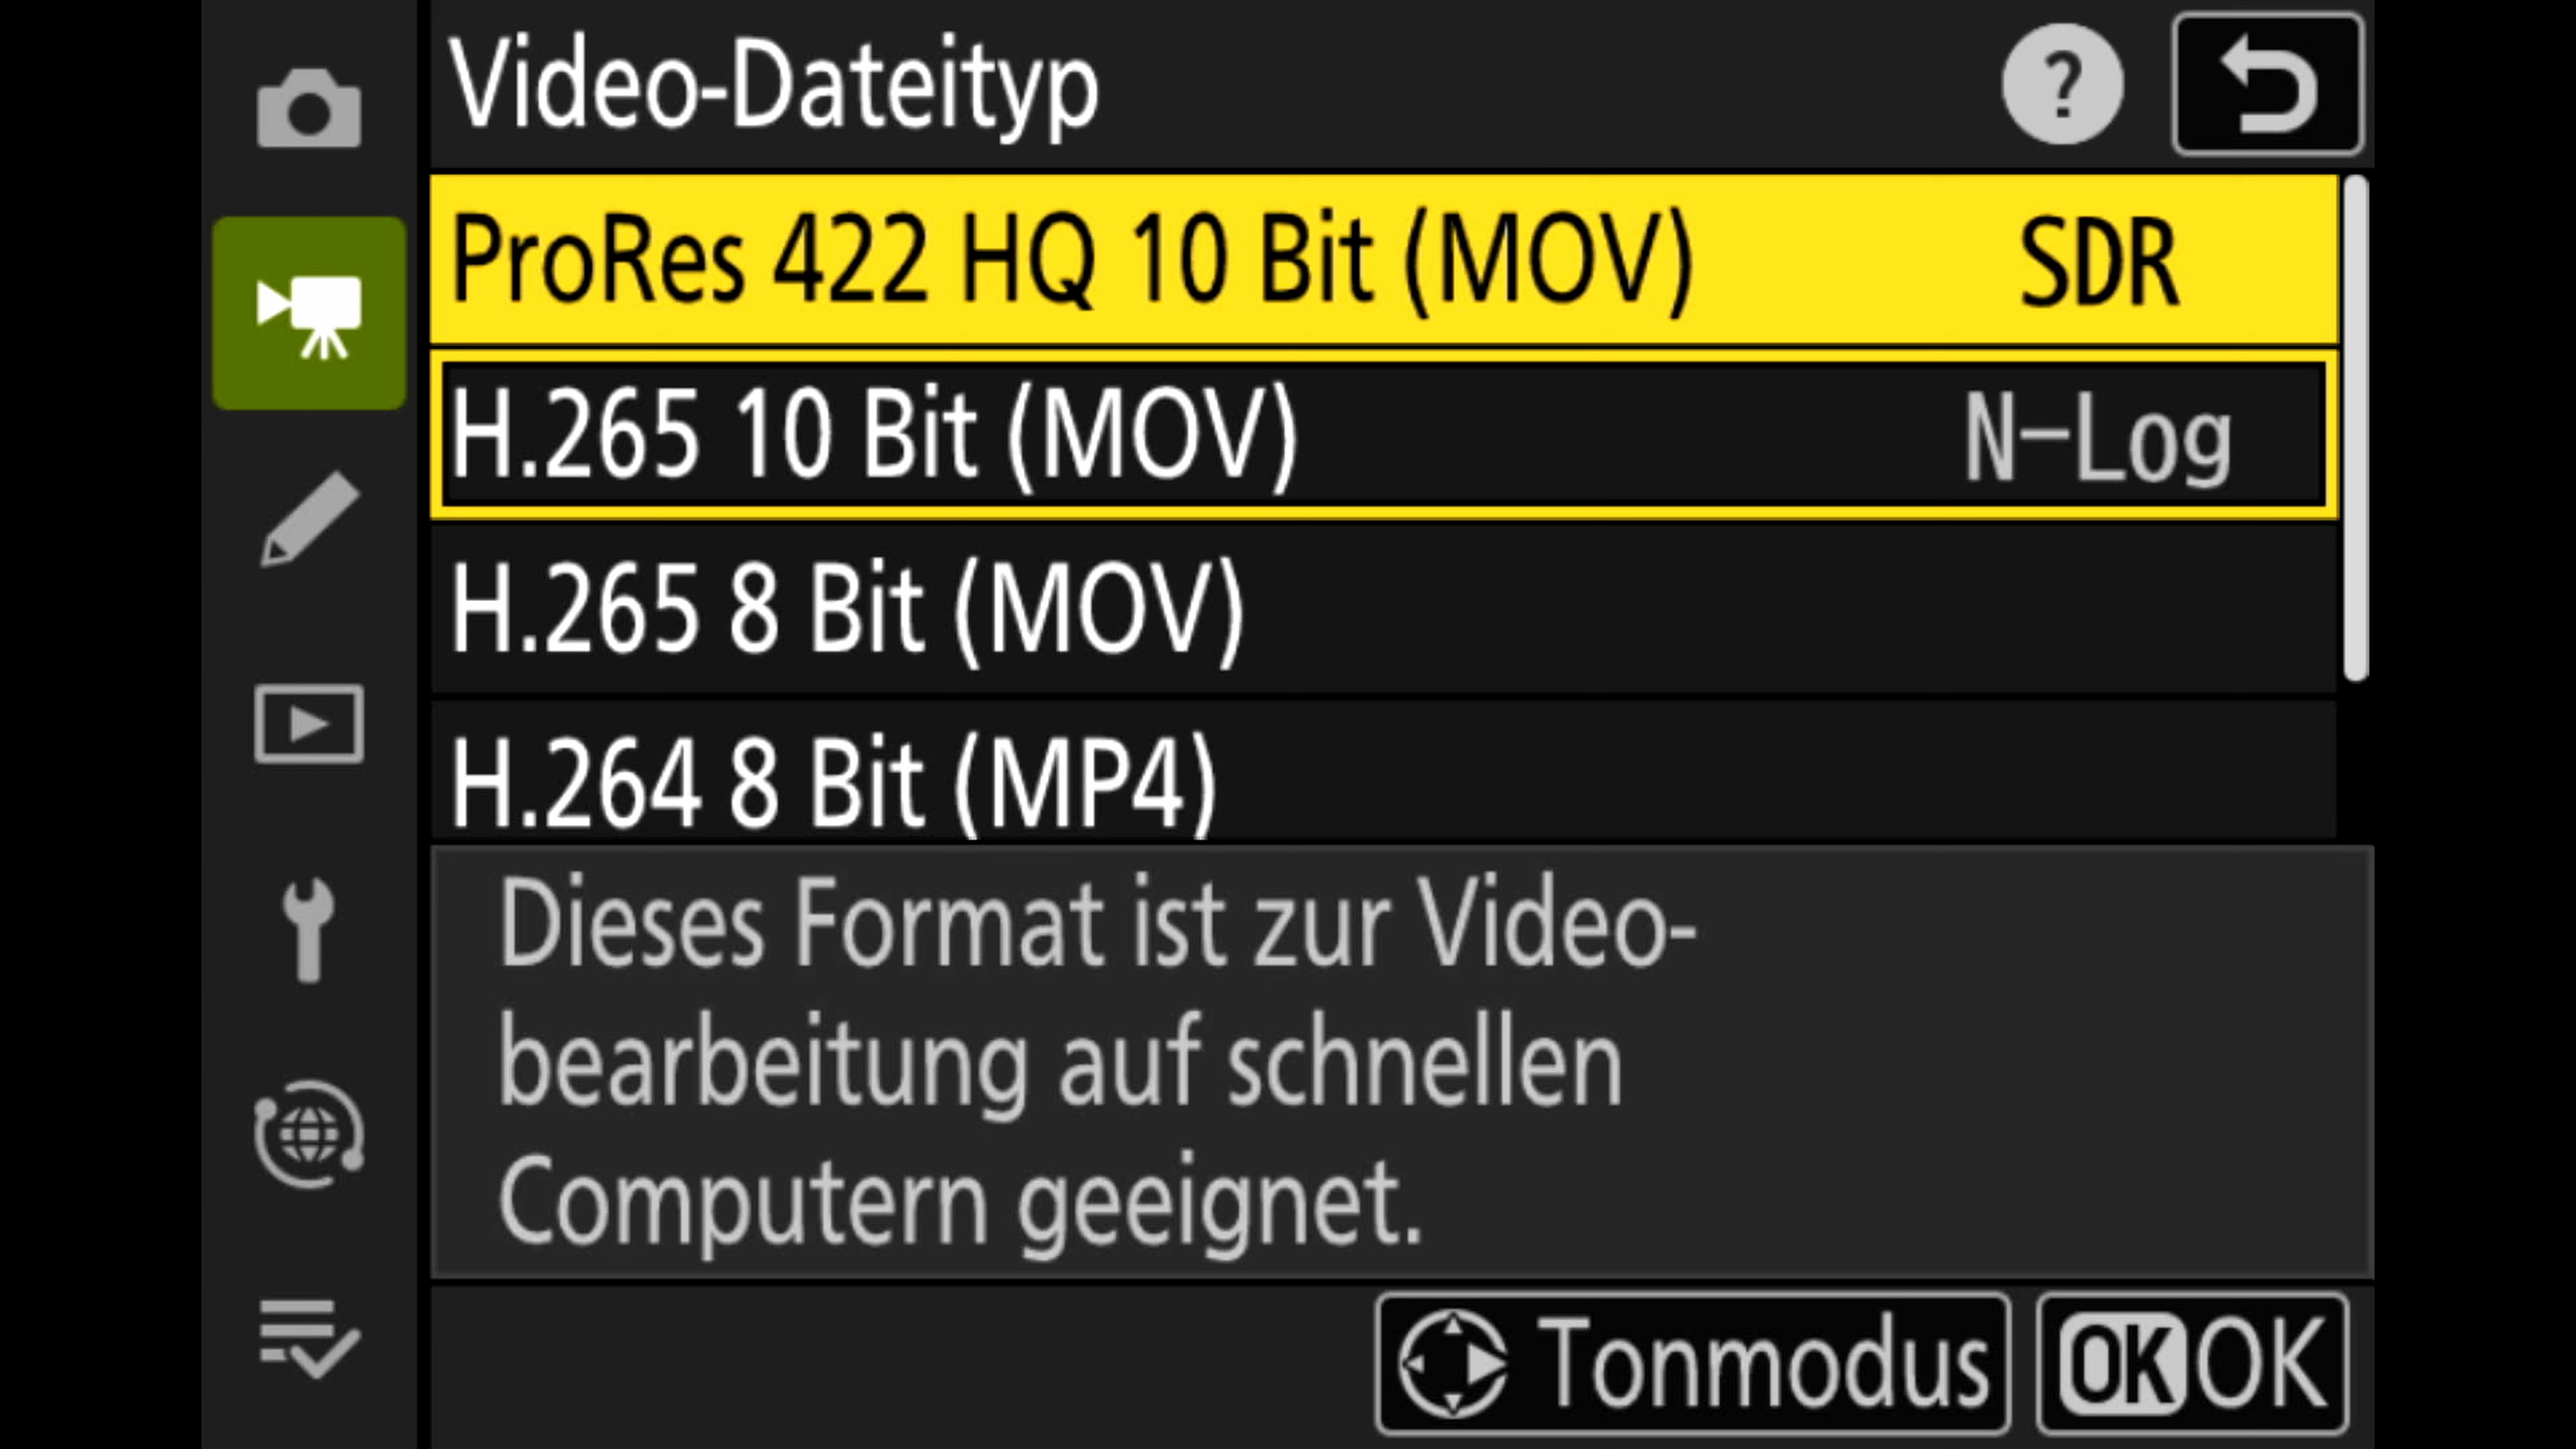 Video-Dateityp
?
ProRes 422 HQ 10 Bit (MOV) SDR
H.265 10 Bit (MOV) N-Log
H.265 8 Bit (MOV)
H.264 8 Bit (MP4)
Dieses Format ist zur Video-
bearbeitung auf schnellen
Computern geeignet.
Tonmodus OK OK